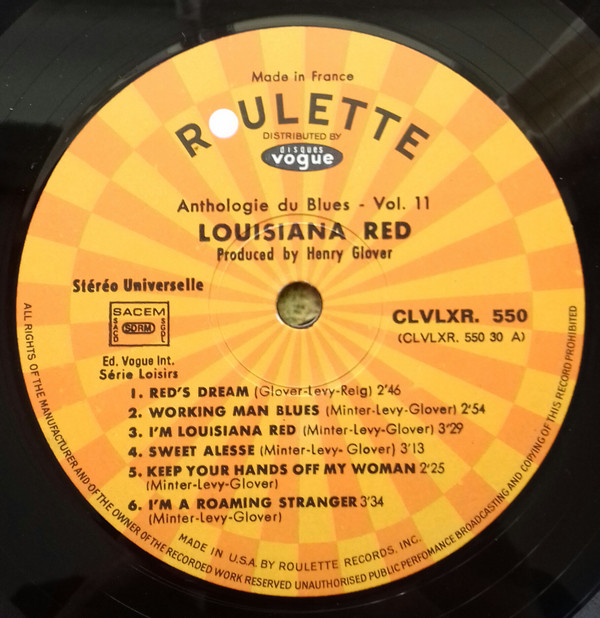 Made in France
ROULETTE
DISTRIBUTED BY
disques
vogue
Anthologie du Blues - Vol. 11
LOUISIANA RED
Produced by Henry Glover
Stéréo Universelle
SACEM
SACD SDRM SGDL
Ed. Vogue Int.
Série Loisirs
CLVLXR. 550
(CLVLXR. 550 30 A)
1. RED'S DREAM (Glover-Levy-Reig) 2'46
2. WORKING MAN BLUES (Minter-Levy-Glover) 2'54
3. I'M LOUISIANA RED (Minter-Levy-Glover) 3'29
4. SWEET ALESSE (Minter-Levy- Glover) 3'13
5. KEEP YOUR HANDS OFF MY WOMAN 2'25
(Minter-Levy-Glover)
6. I'M A ROAMING STRANGER 3'34
(Minter-Levy-Glover)
MADE IN U.S.A. BY ROULETTE RECORDS, INC.
ALL RIGHTS OF THE MANUFACTURER AND OF THE OWNER OF THE RECORDED WORK RESERVED UNAUTHORISED PUBLIC PERFOMANCE BROADCASTING AND COPYING OF THIS RECORD PROHIBITED